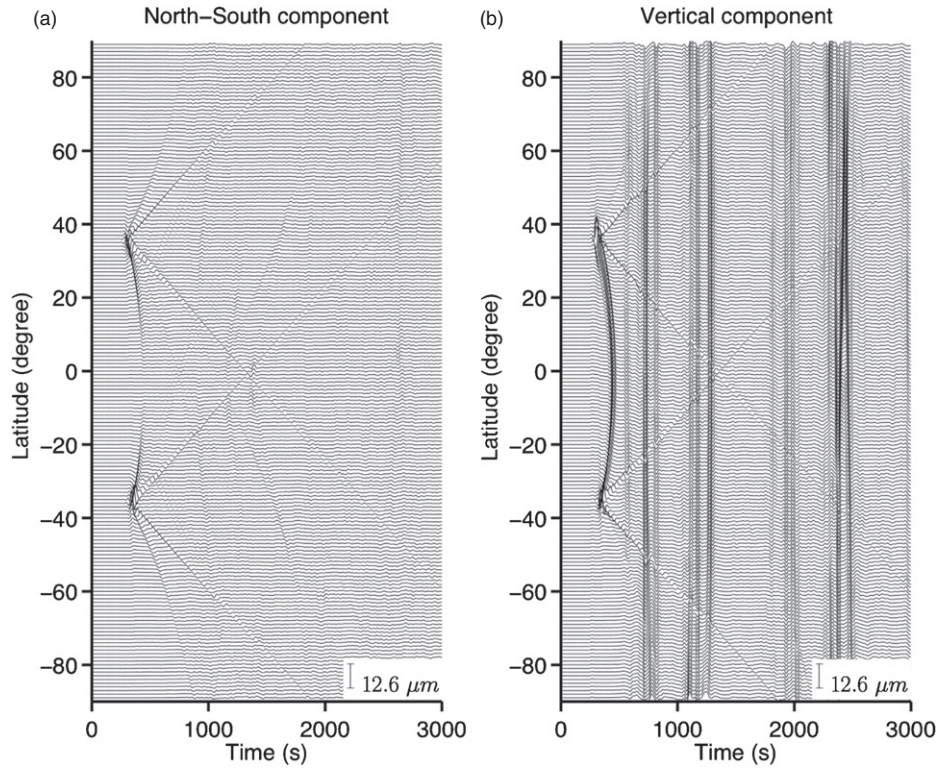 (a) North–South component
80
60
40
20
0
−20
−40
−60
−80
Latitude (degree)
12.6 μm
0 1000 2000 3000
Time (s)
(b) Vertical component
80
60
40
20
0
−20
−40
−60
−80
Latitude (degree)
12.6 μm
0 1000 2000 3000
Time (s)